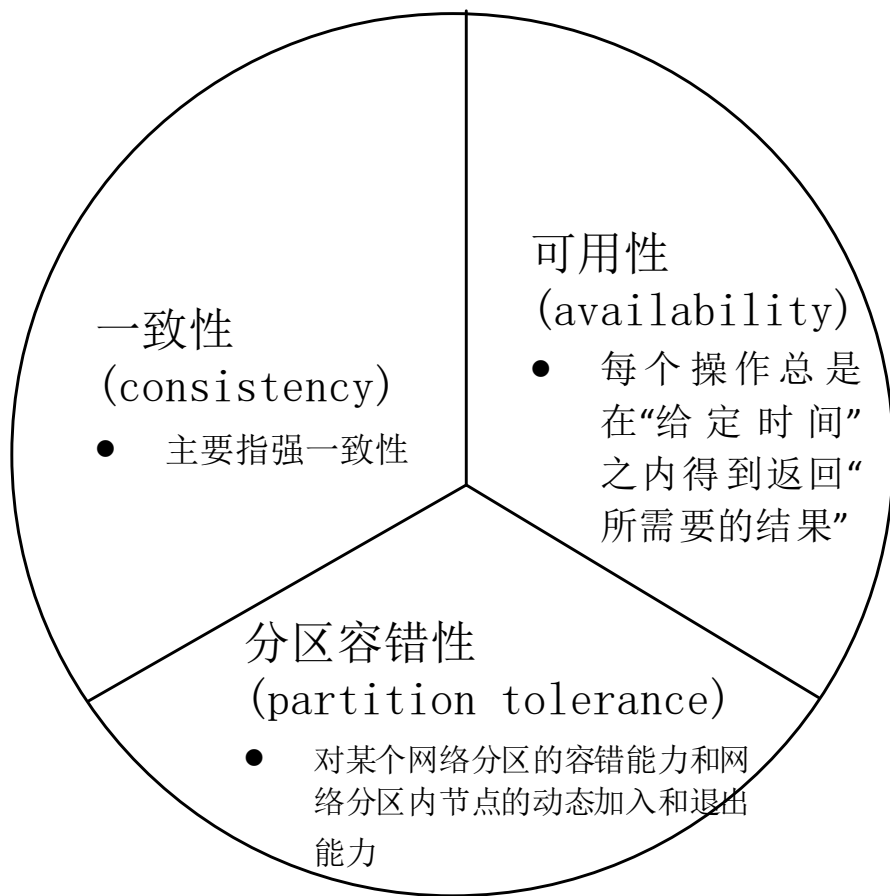 一致性
(consistency)
● 主要指强一致性
可用性
(availability)
● 每个操作总是
在“给定时间”
之内得到返回“
所需要的结果”
分区容错性
(partition tolerance)
● 对某个网络分区的容错能力和网
络分区内节点的动态加入和退出
能力